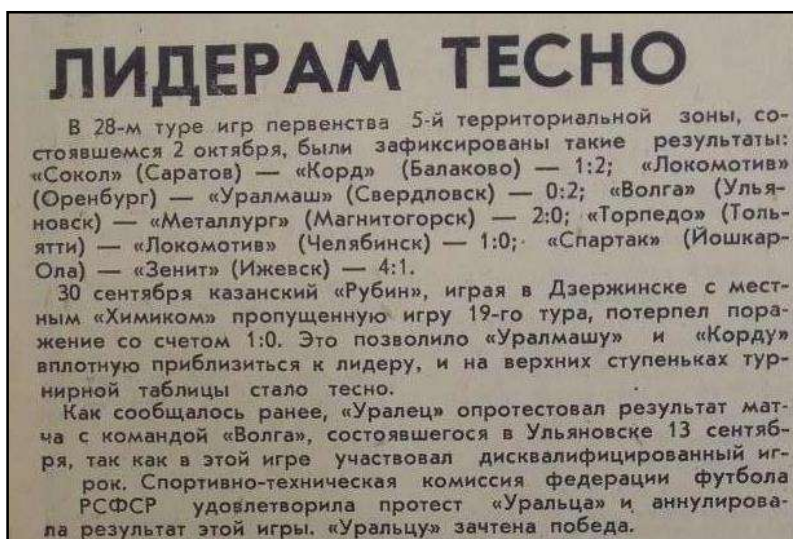 ЛИДЕРАМ ТЕСНО
В 28-м туре игр первенства 5-й территориальной зоны, со-
стоявшемся 2 октября, были зафиксированы такие результаты:
«Сокол» (Саратов) — «Корд» (Балаково) — 1:2; «Локомотив»
(Оренбург) — «Уралмаш» (Свердловск) — 0:2; «Волга» (Улья-
новск) — «Металлург» (Магнитогорск) — 2:0; «Торпедо» (Толь-
ятти) — «Локомотив» (Челябинск) — 1:0; «Спартак» (Йошкар-
Ола) — «Зенит» (Ижевск) — 4:1.
30 сентября казанский «Рубин», играя в Дзержинске с мест-
ным «Химиком» пропущенную игру 19-го тура, потерпел пора-
жение со счетом 1:0. Это позволило «Уралмашу» и «Корду»
вплотную приблизиться к лидеру, и на верхних ступеньках тур-
нирной таблицы стало тесно.
Как сообщалось ранее, «Уралец» опротестовал результат мат-
ча с командой «Волга», состоявшегося в Ульяновске 13 сентяб-
ря, так как в этой игре участвовал дисквалифицированный иг-
рок. Спортивно-техническая комиссия федерации футбола
РСФСР удовлетворила протест «Уральца» и аннулирова-
ла результат этой игры. «Уральцу» зачтена победа.